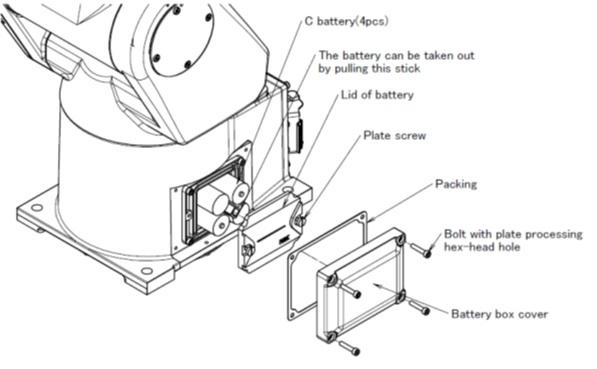 C battery(4pcs)
The battery can be taken out
by pulling this stick
Lid of battery
Plate screw
Packing
Bolt with plate processing
hex-head hole
Battery box cover